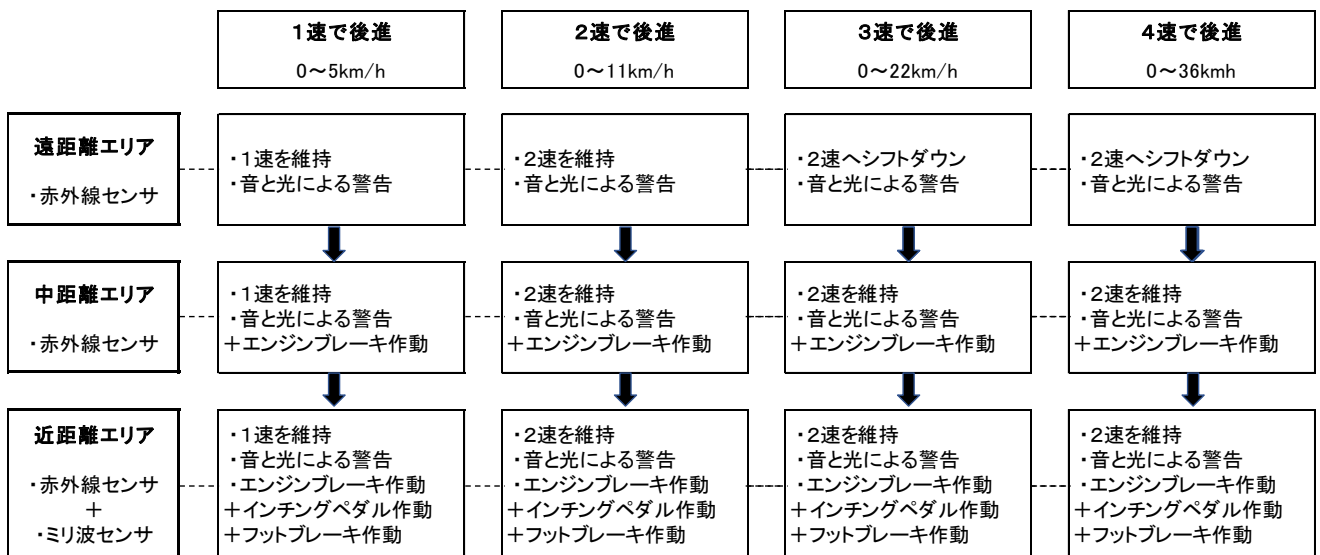 1速で後進
0～5km/h
2速で後進
0～11km/h
3速で後進
0～22km/h
4速で後進
0～36kmh
遠距離エリア
・赤外線センサ
・1速を維持
・音と光による警告
・2速を維持
・音と光による警告
・2速へシフトダウン
・音と光による警告
・2速へシフトダウン
・音と光による警告
中距離エリア
・赤外線センサ
・1速を維持
・音と光による警告
＋エンジンブレーキ作動
・2速を維持
・音と光による警告
＋エンジンブレーキ作動
・2速を維持
・音と光による警告
＋エンジンブレーキ作動
・2速を維持
・音と光による警告
＋エンジンブレーキ作動
近距離エリア
・赤外線センサ
＋
・ミリ波センサ
・1速を維持
・音と光による警告
・エンジンブレーキ作動
＋インチングペダル作動
＋フットブレーキ作動
・2速を維持
・音と光による警告
・エンジンブレーキ作動
＋インチングペダル作動
＋フットブレーキ作動
・2速を維持
・音と光による警告
・エンジンブレーキ作動
＋インチングペダル作動
＋フットブレーキ作動
・2速を維持
・音と光による警告
・エンジンブレーキ作動
＋インチングペダル作動
＋フットブレーキ作動